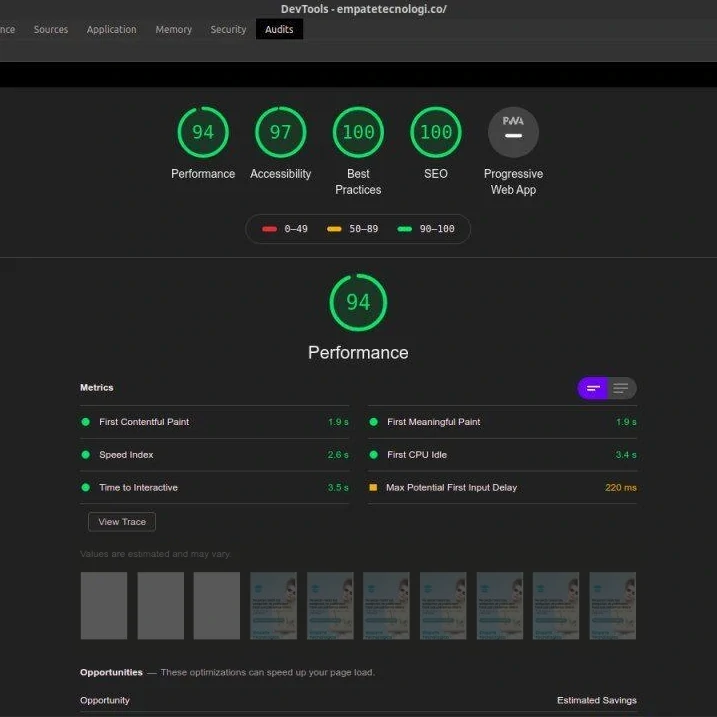 DevTools - empatetecnologi.co/
nce Sources Application Memory Security Audits
94 97 100 100 PWA
Performance Accessibility Best Practices SEO Progressive Web App
0–49 50–89 90–100
94
Performance
Metrics
First Contentful Paint 1.9 s First Meaningful Paint 1.9 s
Speed Index 2.6 s First CPU Idle 3.4 s
Time to Interactive 3.5 s Max Potential First Input Delay 220 ms
View Trace
Values are estimated and may vary.
Opportunities — These optimizations can speed up your page load.
Opportunity Estimated Savings